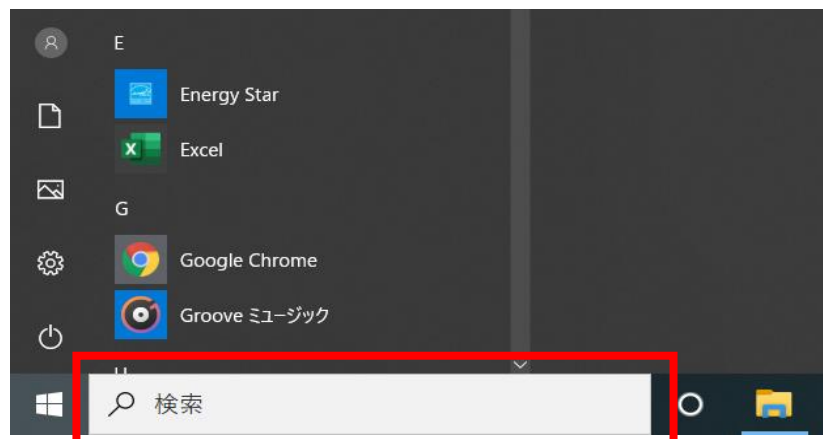 E
Energy Star
Excel
G
Google Chrome
Groove ミュージック
検索